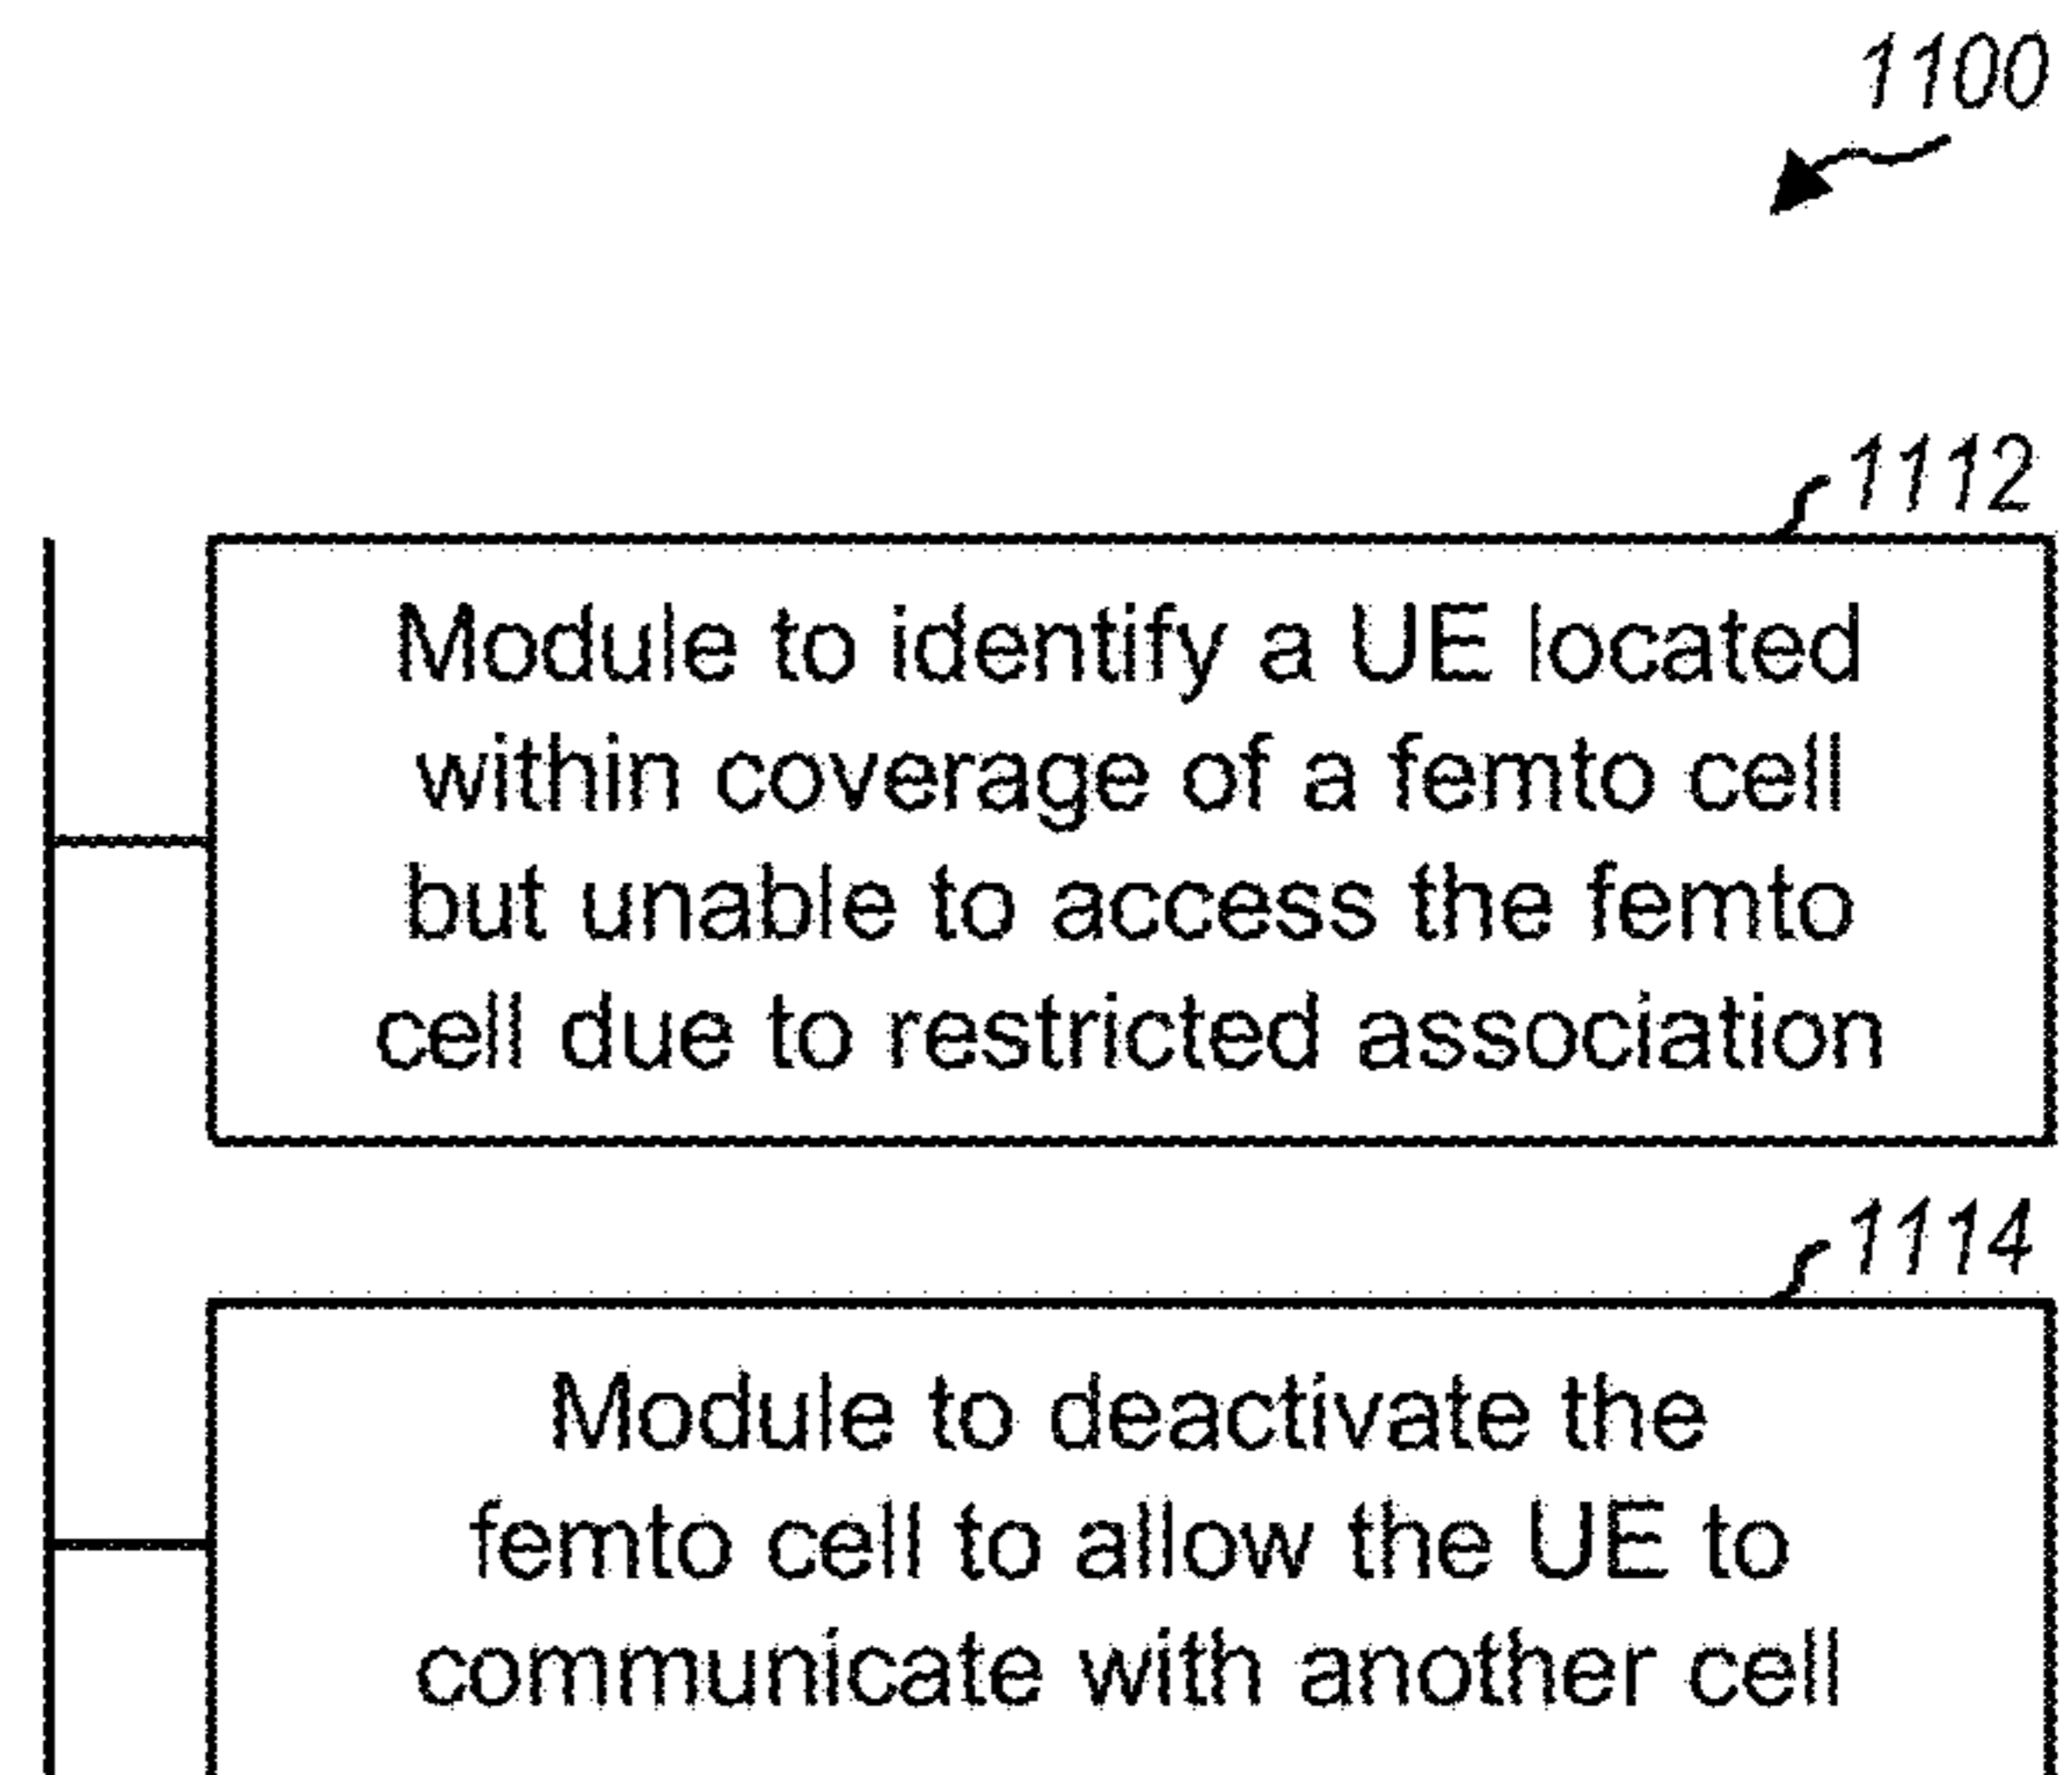 1100
1112
Module to identify a UE located
within coverage of a femto cell
but unable to access the femto
cell due to restricted association
1114
Module to deactivate the
femto cell to allow the UE to
communicate with another cell